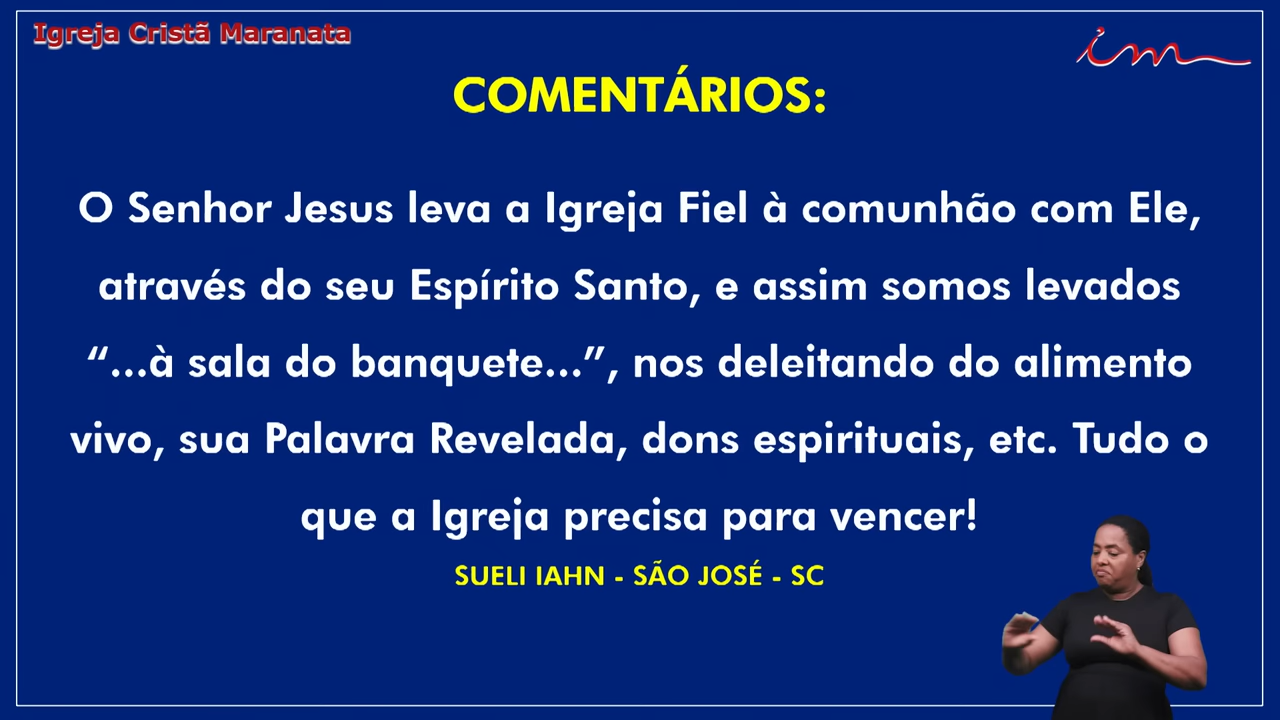 Igreja Cristã Maranata
im
COMENTÁRIOS:
O Senhor Jesus leva a Igreja Fiel à comunhão com Ele,
através do seu Espírito Santo, e assim somos levados
“...à sala do banquete...”, nos deleitando do alimento
vivo, sua Palavra Revelada, dons espirituais, etc. Tudo o
que a Igreja precisa para vencer!
SUELI IAHN - SÃO JOSÉ - SC